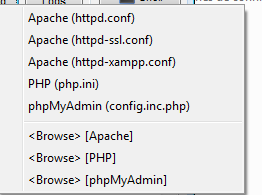 Apache (httpd.conf)
Apache (httpd-ssl.conf)
Apache (httpd-xampp.conf)
PHP (php.ini)
phpMyAdmin (config.inc.php)
<Browse> [Apache]
<Browse> [PHP]
<Browse> [phpMyAdmin]